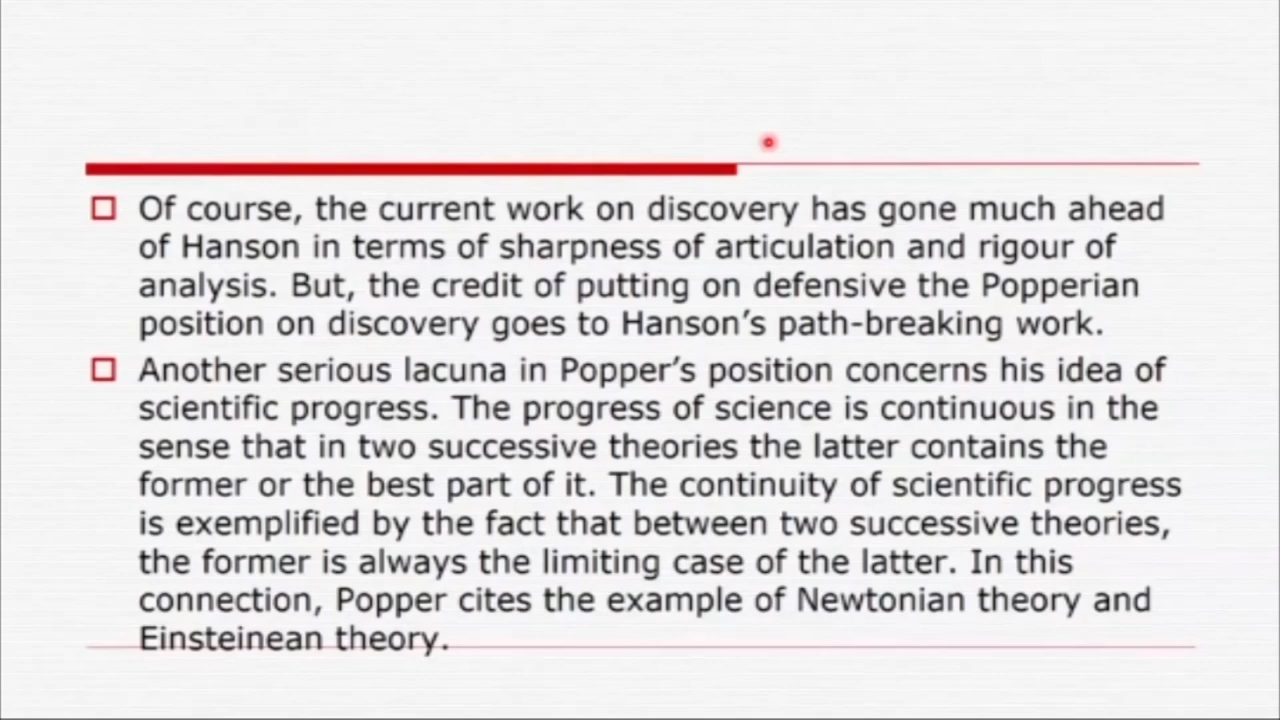 Of course, the current work on discovery has gone much ahead
of Hanson in terms of sharpness of articulation and rigour of
analysis. But, the credit of putting on defensive the Popperian
position on discovery goes to Hanson’s path-breaking work.
Another serious lacuna in Popper’s position concerns his idea of
scientific progress. The progress of science is continuous in the
sense that in two successive theories the latter contains the
former or the best part of it. The continuity of scientific progress
is exemplified by the fact that between two successive theories,
the former is always the limiting case of the latter. In this
connection, Popper cites the example of Newtonian theory and
Einsteinean theory.